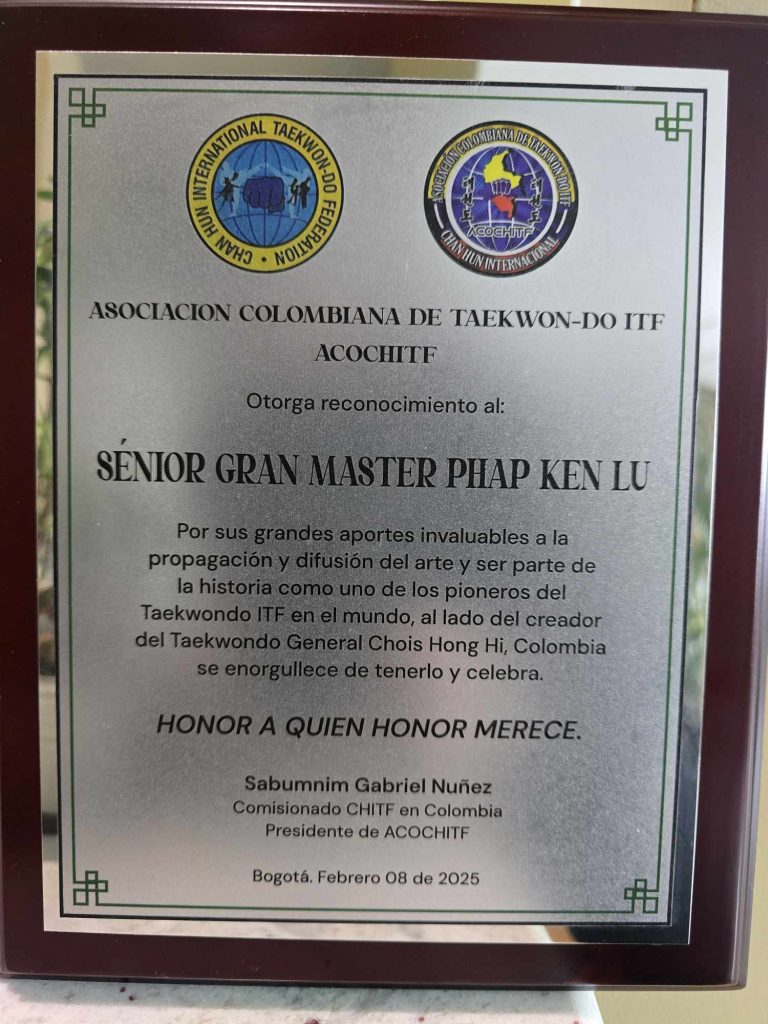 CHAN HUN INTERNATIONAL TAEKWON-DO FEDERATION
ASOCIACIÓN COLOMBIANA DE TAEKWON-DO ITF
ACOCHITF
CHAN HUN INTERNACIONAL
ASOCIACION COLOMBIANA DE TAEKWON-DO ITF
ACOCHITF
Otorga reconocimiento al:
SÉNIOR GRAN MASTER PHAP KEN LU
Por sus grandes aportes invaluables a la
propagación y difusión del arte y ser parte de
la historia como uno de los pioneros del
Taekwondo ITF en el mundo, al lado del creador
del Taekwondo General Chois Hong Hi, Colombia
se enorgullece de tenerlo y celebra.
HONOR A QUIEN HONOR MERECE.
Sabumnim Gabriel Nuñez
Comisionado CHITF en Colombia
Presidente de ACOCHITF
Bogotá. Febrero 08 de 2025